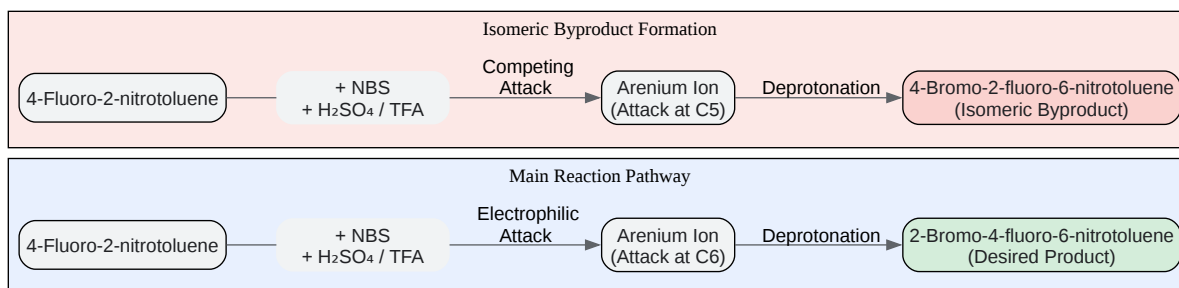 Isomeric Byproduct Formation
4-Fluoro-2-nitrotoluene
+ NBS
+ H₂SO₄ / TFA
Competing
Attack
Arenium Ion
(Attack at C5)
Deprotonation
4-Bromo-2-fluoro-6-nitrotoluene
(Isomeric Byproduct)
Main Reaction Pathway
4-Fluoro-2-nitrotoluene
+ NBS
+ H₂SO₄ / TFA
Electrophilic
Attack
Arenium Ion
(Attack at C6)
Deprotonation
2-Bromo-4-fluoro-6-nitrotoluene
(Desired Product)